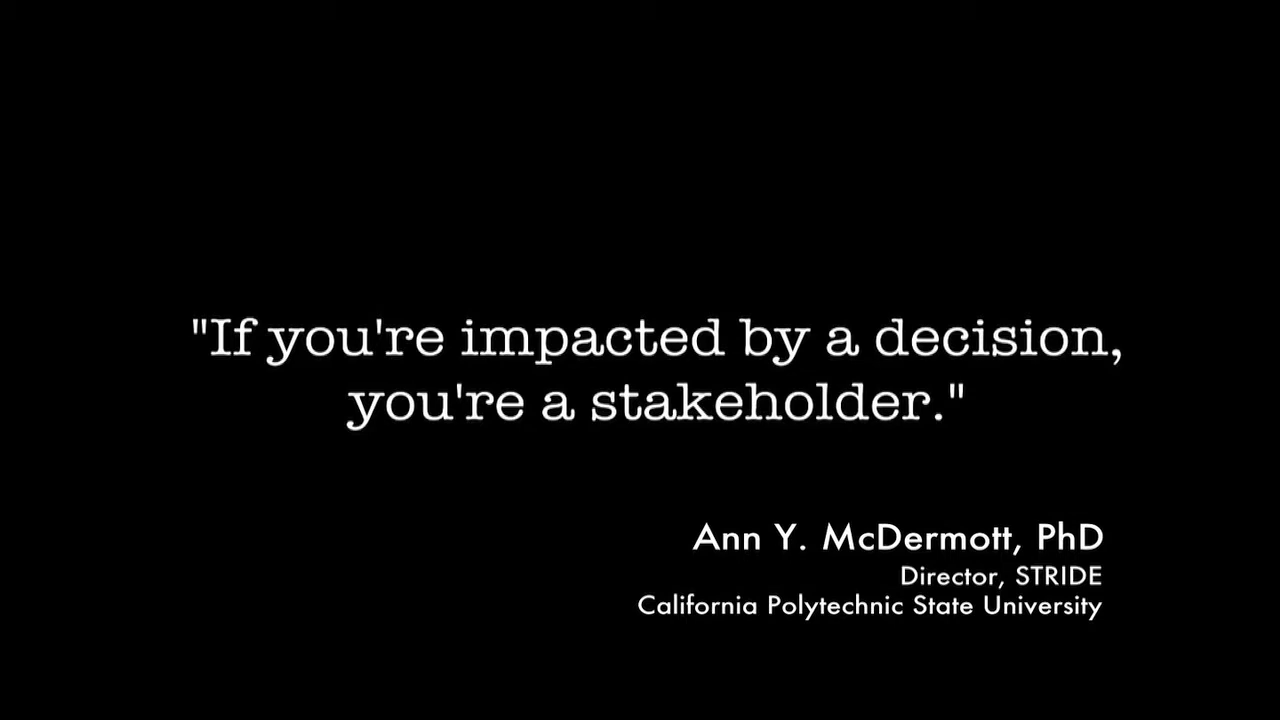 "If you're impacted by a decision,
you're a stakeholder."
Ann Y. McDermott, PhD
Director, STRIDE
California Polytechnic State University